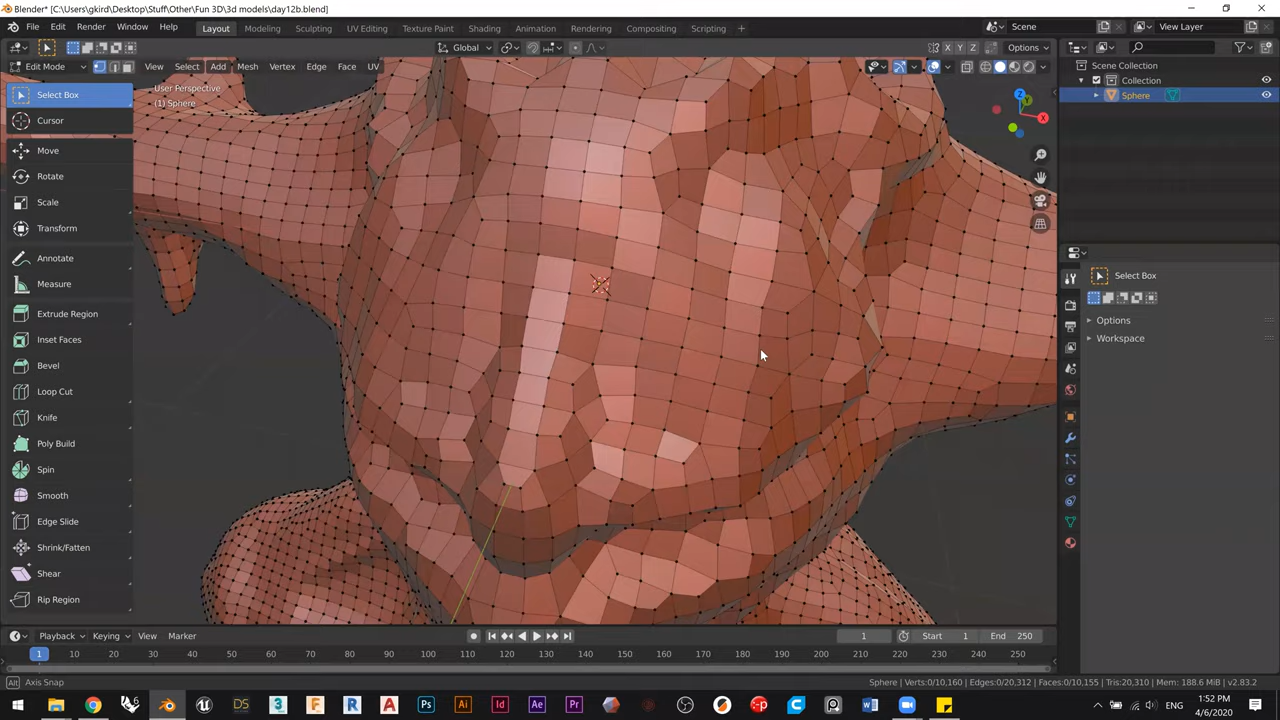 Blender* [C:\Users\gkird\Desktop\Stuff\Other\Fun 3D\3d models\day12b.blend]
File Edit Render Window Help Layout Modeling Sculpting UV Editing Texture Paint Shading Animation Rendering Compositing Scripting Scene View Layer
Global X Y Z Options
Edit Mode View Select Add Mesh Vertex Edge Face UV
Scene Collection
Collection
Sphere
User Perspective
(1) Sphere
Z Y X
Select Box
Cursor
Move
Rotate
Scale
Transform
Annotate
Measure
Extrude Region
Inset Faces
Bevel
Loop Cut
Knife
Poly Build
Spin
Smooth
Edge Slide
Shrink/Fatten
Shear
Rip Region
Select Box
Options
Workspace
Playback Keying View Marker 1 Start 1 End 250
1 10 20 30 40 50 60 70 80 90 100 110 120 130 140 150 160 170 180 190 200 210 220 230 240 250
Alt Axis Snap Sphere | Verts:0/10,160 | Edges:0/20,312 | Faces:0/10,155 | Tris:20,310 | Mem: 188.6 MiB | v2.83.2
DS 3 F R A Ps Ai Id Ae Pr W ENG 1:52 PM
4/6/2020